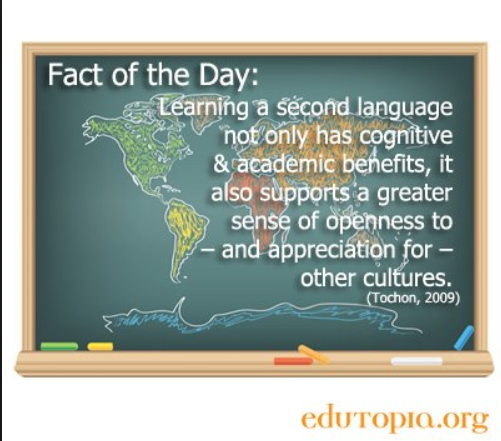 Fact of the Day:
Learning a second language
not only has cognitive
& academic benefits, it
also supports a greater
sense of openness to
– and appreciation for –
other cultures.
(Tochon, 2009)
edutopia.org